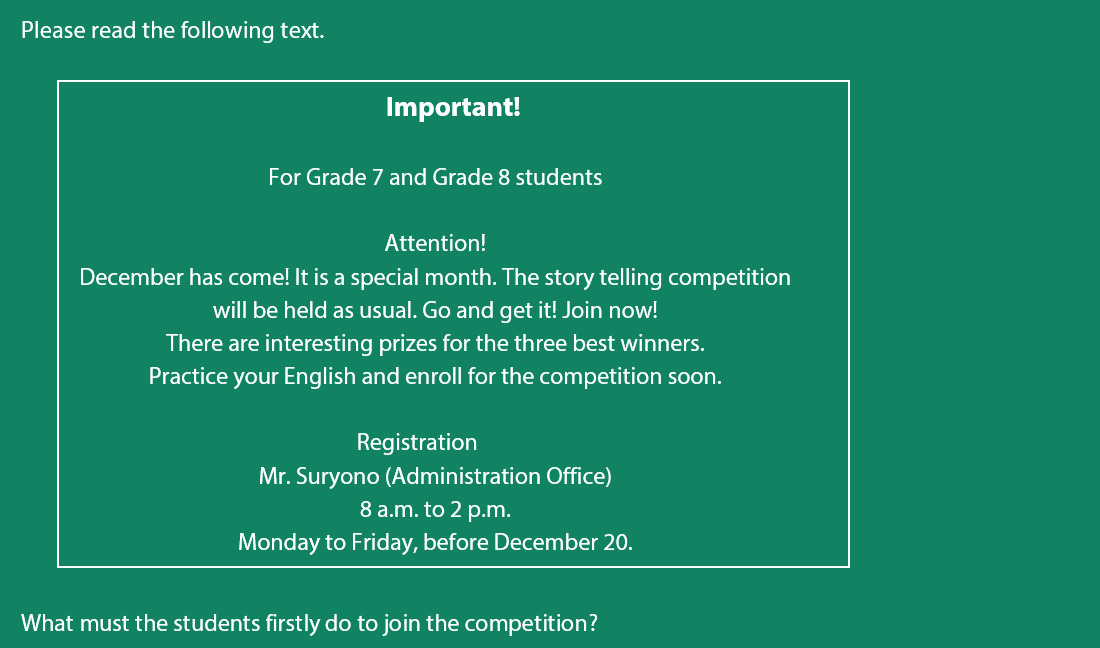 Please read the following text.
Important!
For Grade 7 and Grade 8 students
Attention!
December has come! It is a special month. The story telling competition
will be held as usual. Go and get it! Join now!
There are interesting prizes for the three best winners.
Practice your English and enroll for the competition soon.
Registration
Mr. Suryono (Administration Office)
8 a.m. to 2 p.m.
Monday to Friday, before December 20.
What must the students firstly do to join the competition?